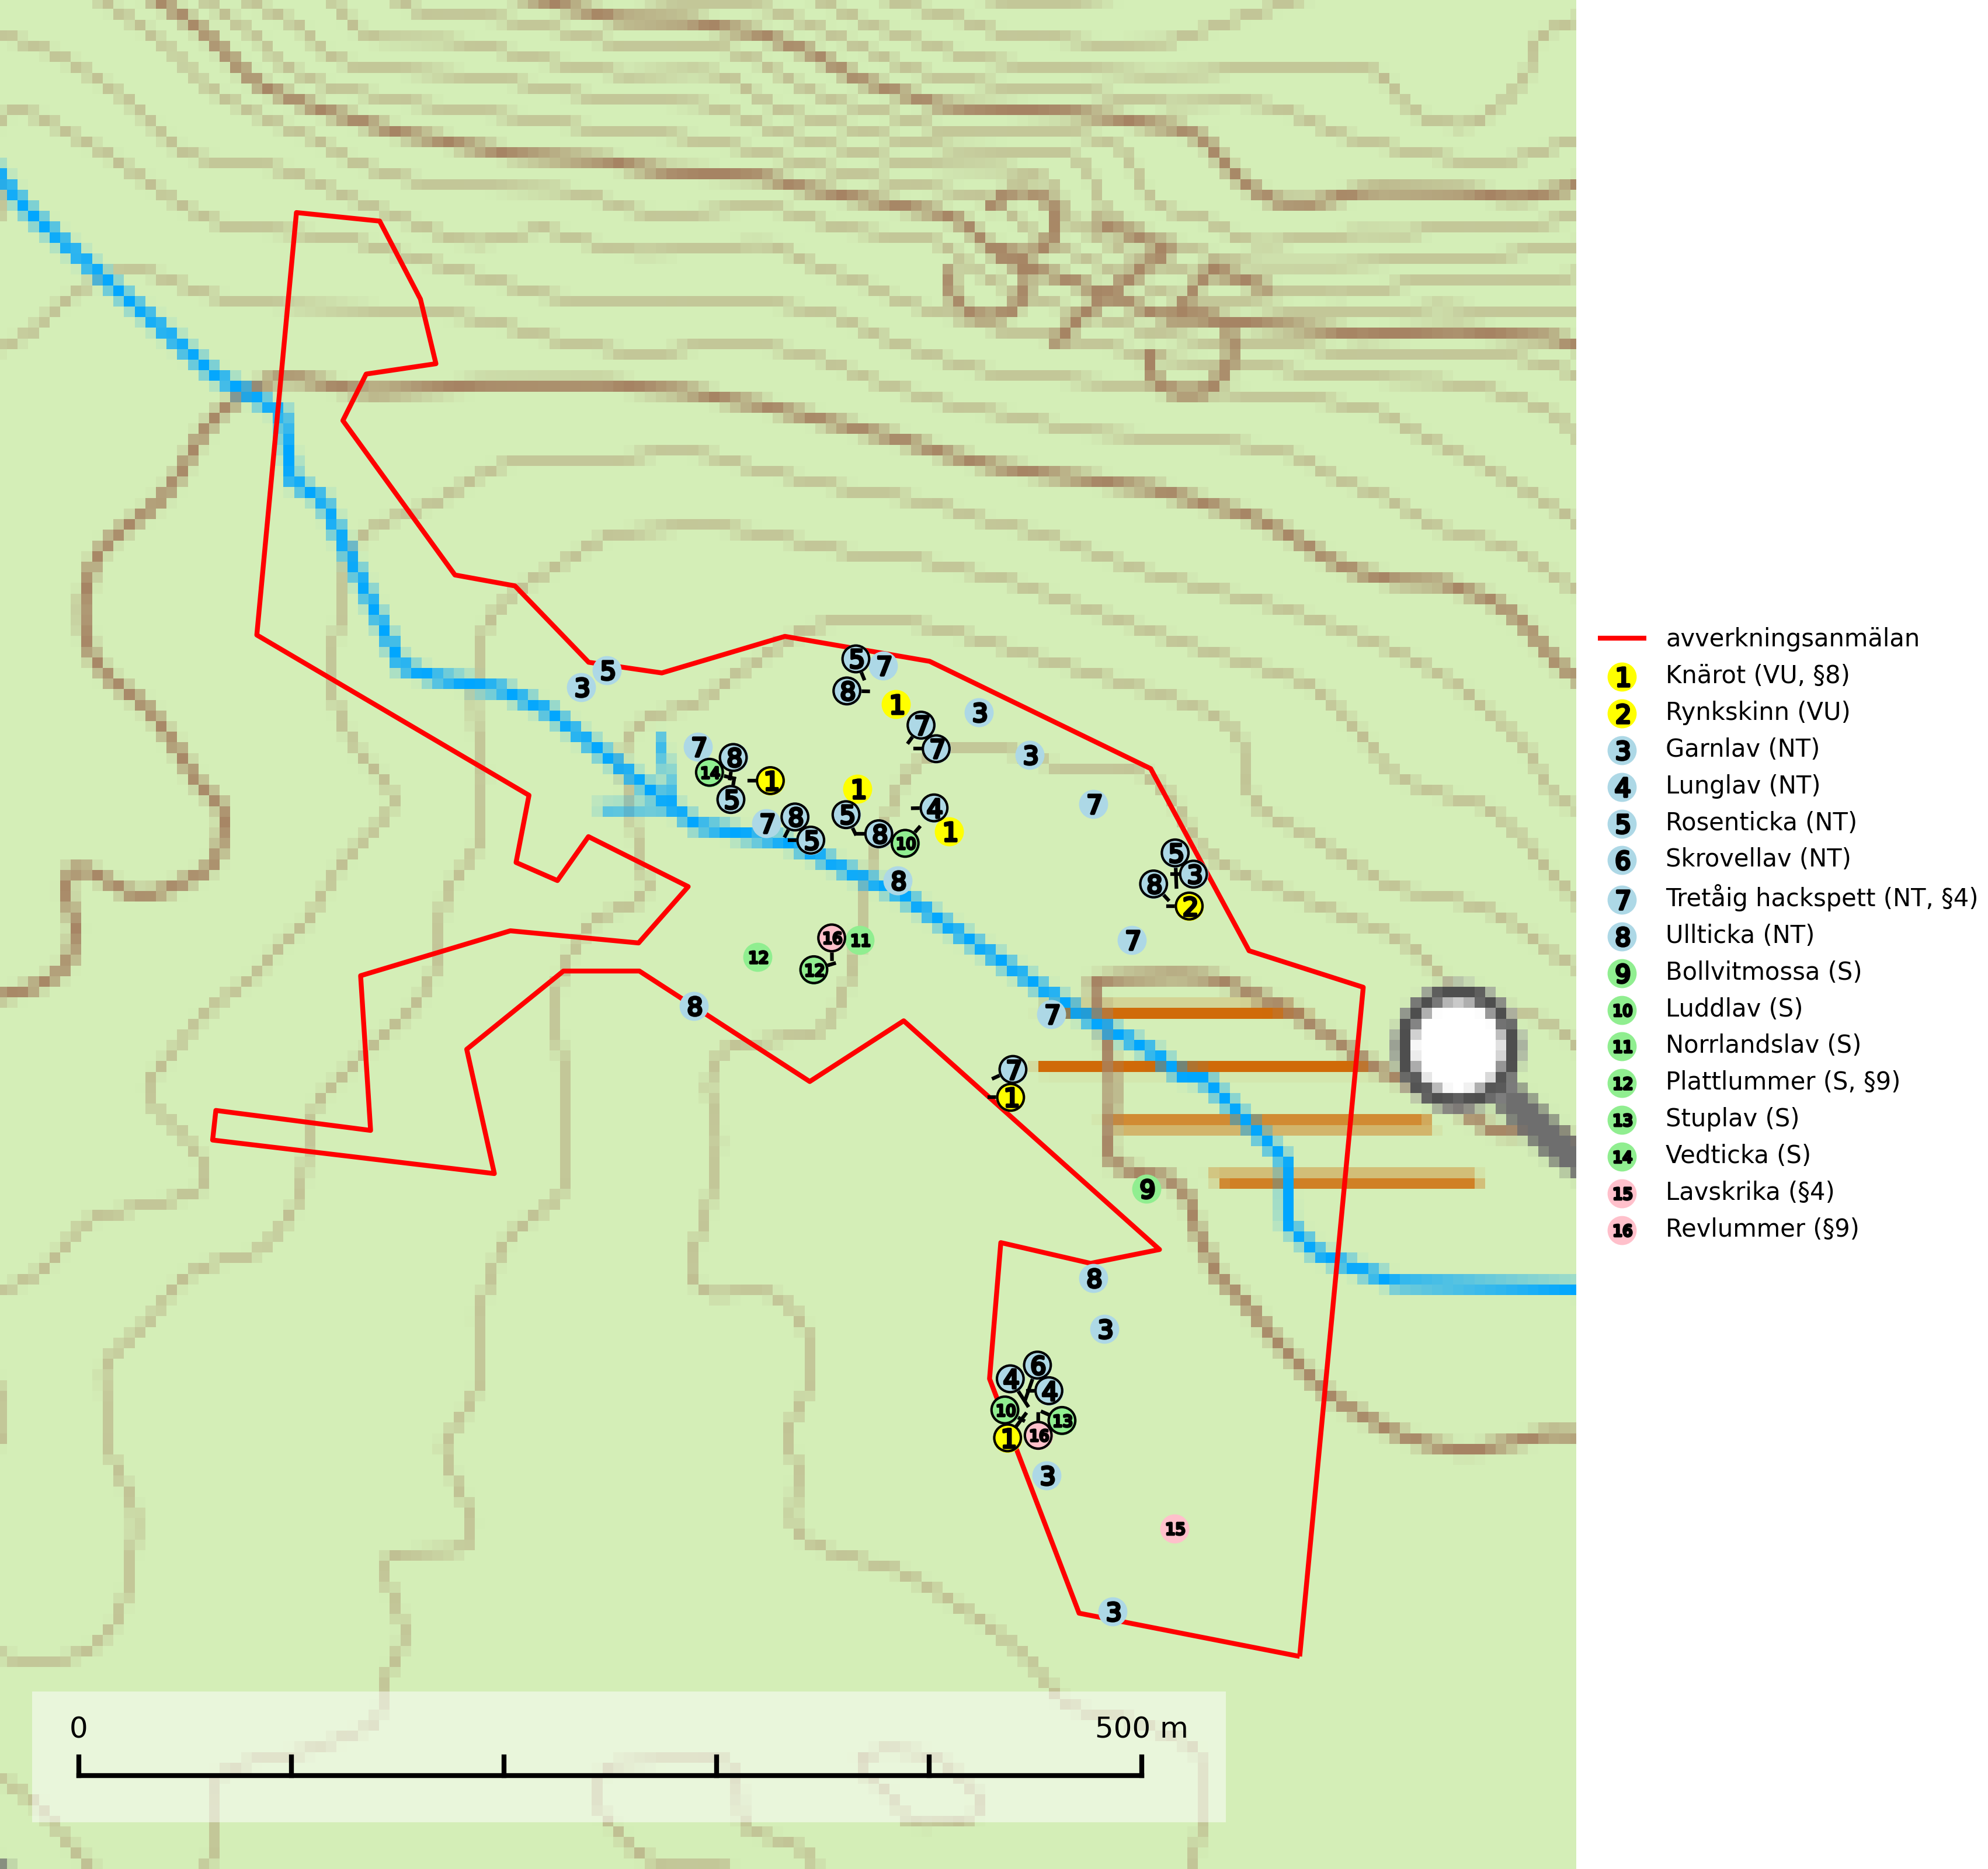 5
7
5
3
8
1
3
7
7
3
7
8
14
1
5
1
7
7
8
5
4
5
8
10
1
5
3
8
8
2
16
11
7
12
12
8
7
7
1
9
8
3
6
4
4
10
13
1
16
3
15
3
0
500 m
avverkningsanmälan
1 Knärot (VU, §8)
2 Rynkskinn (VU)
3 Garnlav (NT)
4 Lunglav (NT)
5 Rosenticka (NT)
6 Skrovellav (NT)
7 Tretåig hackspett (NT, §4)
8 Ullticka (NT)
9 Bollvitmossa (S)
10 Luddlav (S)
11 Norrlandslav (S)
12 Plattlummer (S, §9)
13 Stuplav (S)
14 Vedticka (S)
15 Lavskrika (§4)
16 Revlummer (§9)